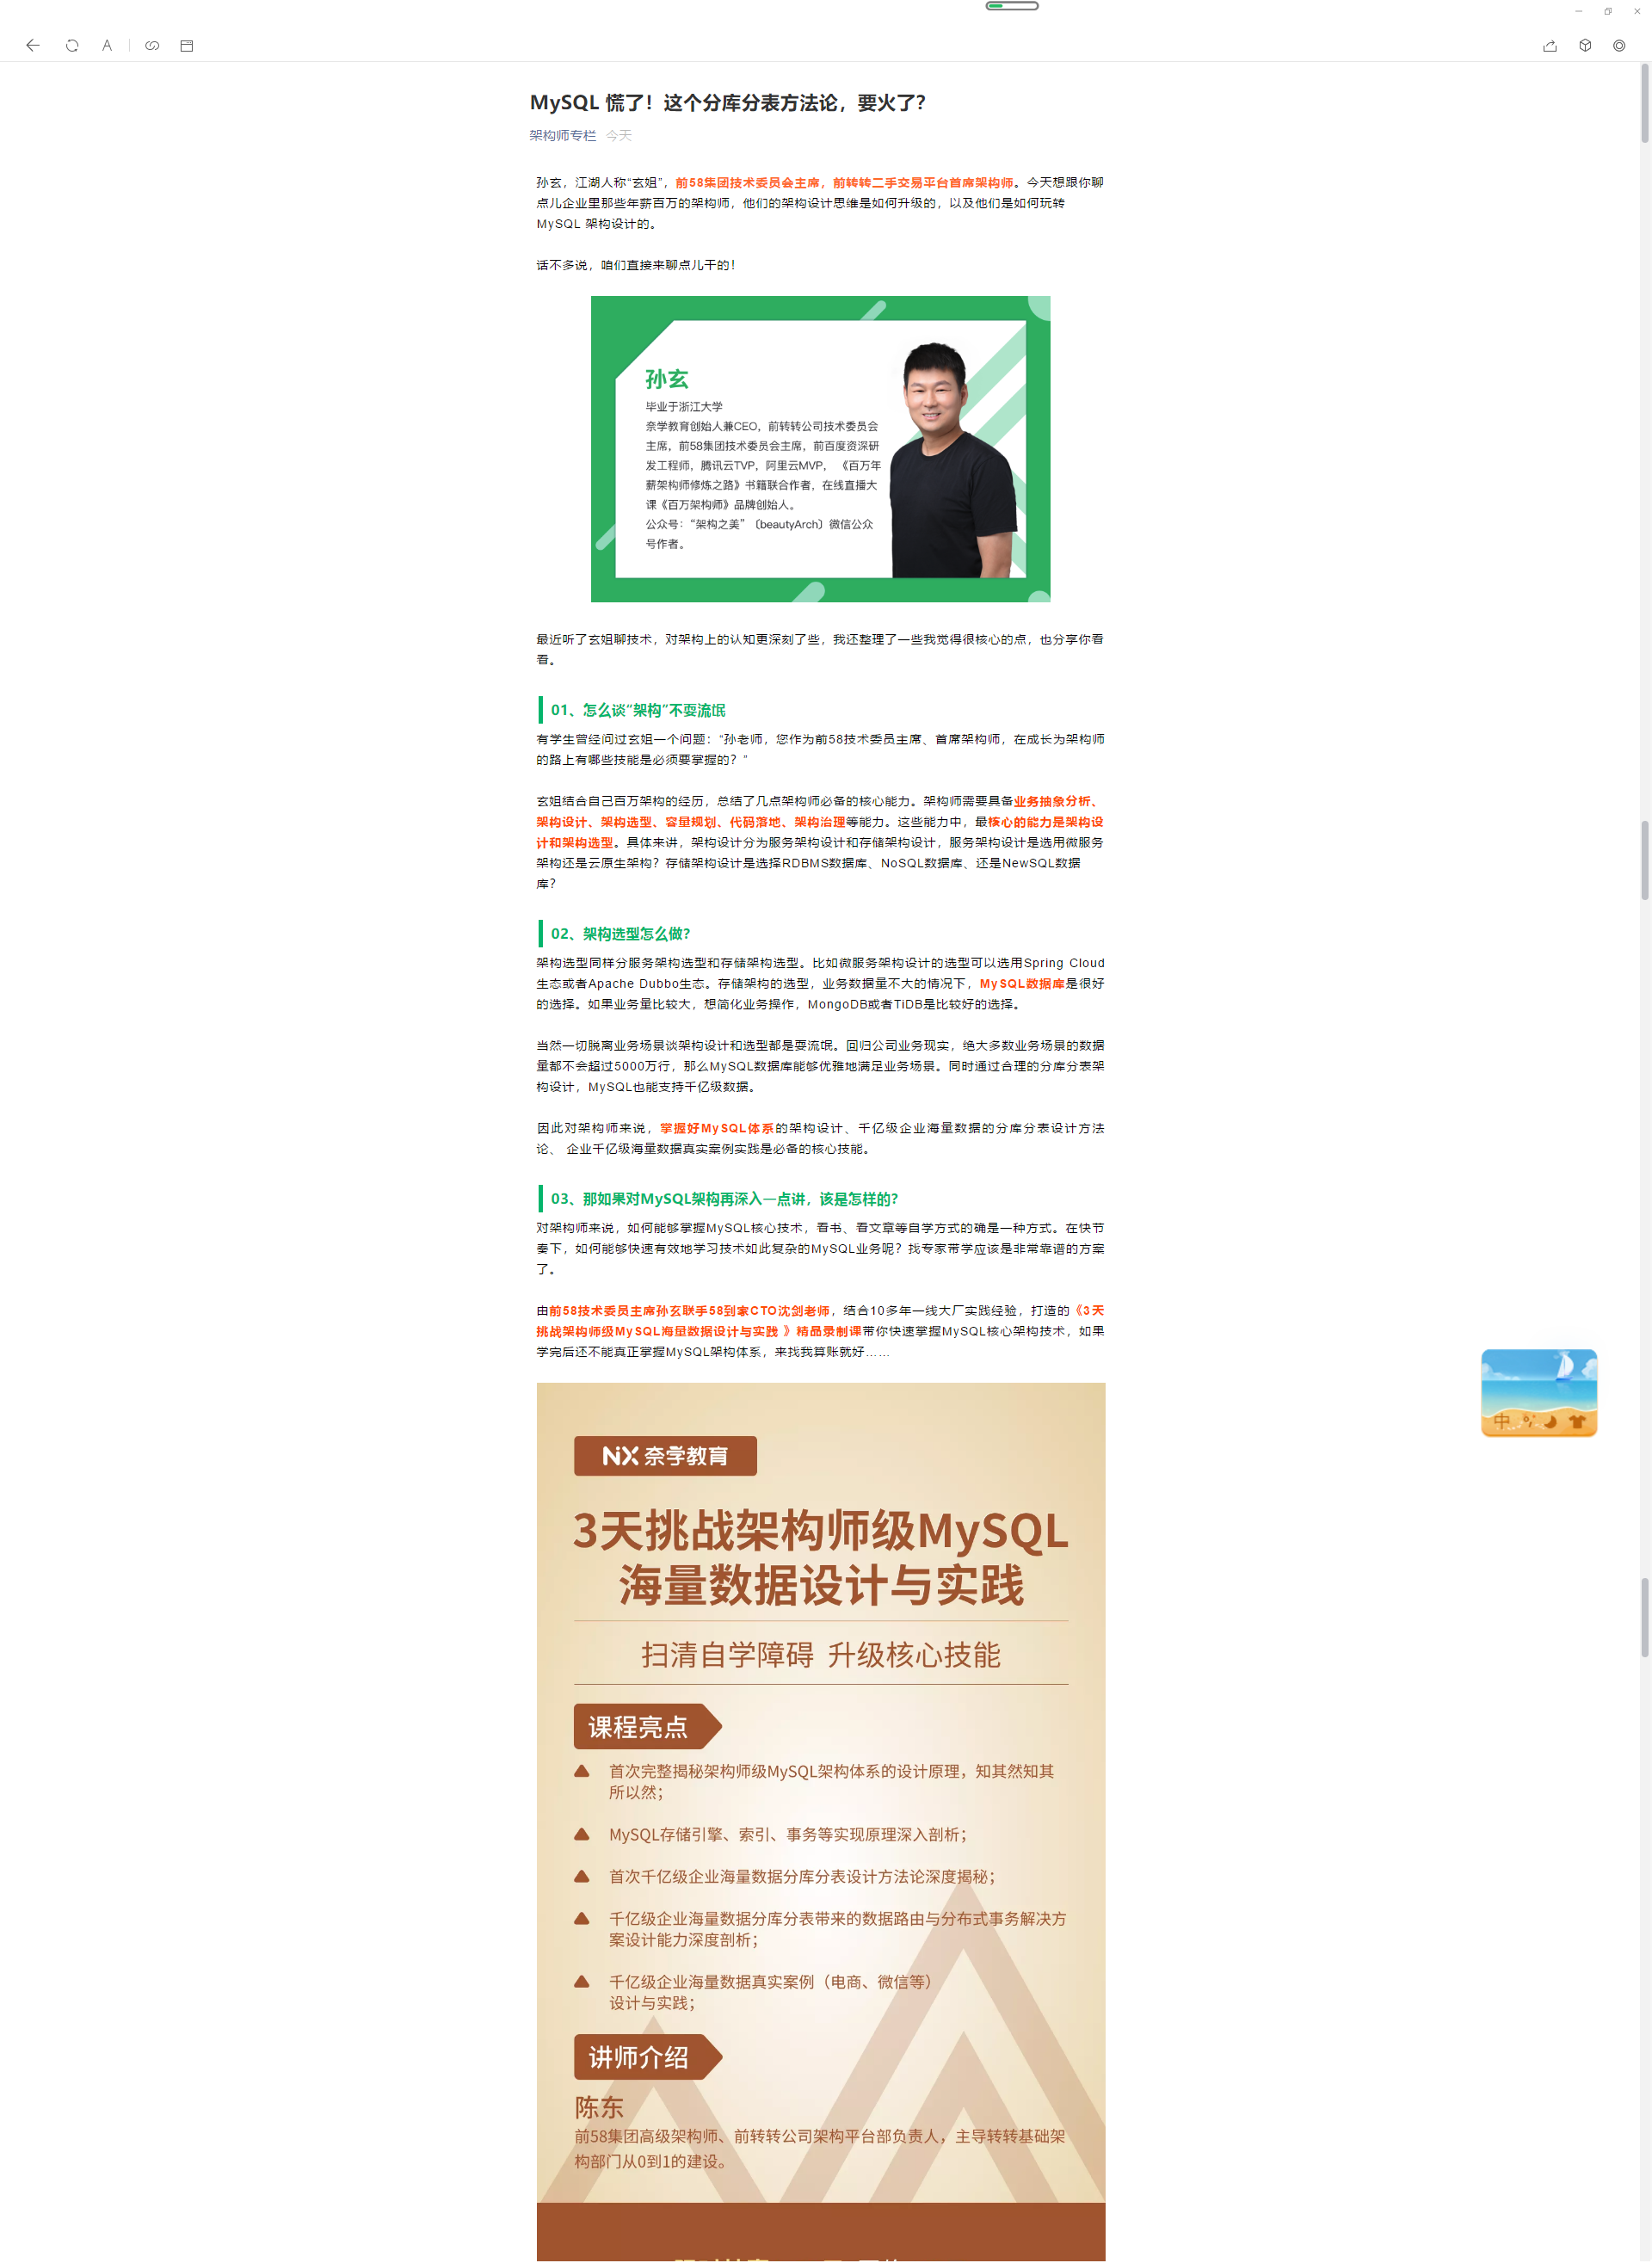 MySQL 慌了！这个分库分表方法论，要火了？
架构师专栏 今天
孙玄，江湖人称“玄姐”，前58集团技术委员会主席，前转转二手交易平台首席架构师。今天想跟你聊
点儿企业里那些年薪百万的架构师，他们的架构设计思维是如何升级的，以及他们是如何玩转
MySQL 架构设计的。
话不多说，咱们直接来聊点儿干的！
孙玄
毕业于浙江大学
奈学教育创始人兼CEO，前转转公司技术委员会
主席，前58集团技术委员会主席，前百度资深研
发工程师，腾讯云TVP，阿里云MVP， 《百万年
薪架构师修炼之路》书籍联合作者，在线直播大
课《百万架构师》品牌创始人。
公众号：“架构之美”（beautyArch）微信公众
号作者。
最近听了玄姐聊技术，对架构上的认知更深刻了些，我还整理了一些我觉得很核心的点，也分享你看
看。
01、怎么谈“架构”不耍流氓
有学生曾经问过玄姐一个问题：“孙老师，您作为前58技术委员主席、首席架构师，在成长为架构师
的路上有哪些技能是必须要掌握的？”
玄姐结合自己百万架构的经历，总结了几点架构师必备的核心能力。架构师需要具备业务抽象分析、
架构设计、架构选型、容量规划、代码落地、架构治理等能力。这些能力中，最核心的能力是架构设
计和架构选型。具体来讲，架构设计分为服务架构设计和存储架构设计，服务架构设计是选用微服务
架构还是云原生架构？存储架构设计是选择RDBMS数据库、NoSQL数据库、还是NewSQL数据
库？
02、架构选型怎么做？
架构选型同样分服务架构选型和存储架构选型。比如微服务架构设计的选型可以选用Spring Cloud
生态或者Apache Dubbo生态。存储架构的选型，业务数据量不大的情况下，MySQL数据库是很好
的选择。如果业务量比较大，想简化业务操作，MongoDB或者TiDB是比较好的选择。
当然一切脱离业务场景谈架构设计和选型都是耍流氓。回归公司业务现实，绝大多数业务场景的数据
量都不会超过5000万行，那么MySQL数据库能够优雅地满足业务场景。同时通过合理的分库分表架
构设计，MySQL也能支持千亿级数据。
因此对架构师来说，掌握好MySQL体系的架构设计、千亿级企业海量数据的分库分表设计方法
论、 企业千亿级海量数据真实案例实践是必备的核心技能。
03、那如果对MySQL架构再深入一点讲，该是怎样的？
对架构师来说，如何能够掌握MySQL核心技术，看书、看文章等自学方式的确是一种方式。在快节
奏下，如何能够快速有效地学习技术如此复杂的MySQL业务呢？找专家带学应该是非常靠谱的方案
了。
由前58技术委员主席孙玄联手58到家CTO沈剑老师，结合10多年一线大厂实践经验，打造的《3天
挑战架构师级MySQL海量数据设计与实践 》精品录制课带你快速掌握MySQL核心架构技术，如果
学完后还不能真正掌握MySQL架构体系，来找我算账就好……
中
NX 奈学教育
3天挑战架构师级MySQL
海量数据设计与实践
扫清自学障碍 升级核心技能
课程亮点
首次完整揭秘架构师级MySQL架构体系的设计原理，知其然知其
所以然；
MySQL存储引擎、索引、事务等实现原理深入剖析；
首次千亿级企业海量数据分库分表设计方法论深度揭秘；
千亿级企业海量数据分库分表带来的数据路由与分布式事务解决方
案设计能力深度剖析；
千亿级企业海量数据真实案例（电商、微信等）
设计与实践；
讲师介绍
陈东
前58集团高级架构师、前转转公司架构平台部负责人，主导转转基础架
构部门从0到1的建设。